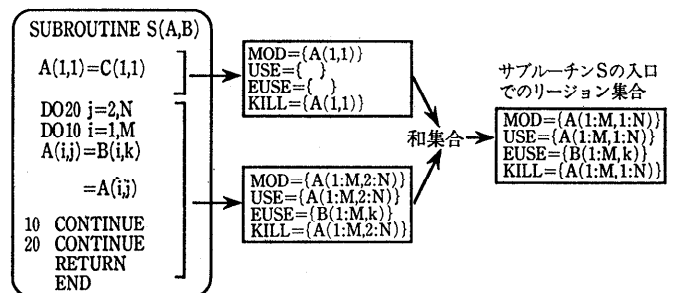 SUBROUTINE S(A,B)
A(1,1)=C(1,1)
DO20 j=2,N
DO10 i=1,M
A(i,j)=B(i,k)
=A(i,j)
10 CONTINUE
20 CONTINUE
RETURN
END
MOD={A(1,1)}
USE={ }
EUSE={ }
KILL={A(1,1)}
MOD={A(1:M,2:N)}
USE={A(1:M,2:N)}
EUSE={B(1:M,k)}
KILL={A(1:M,2:N)}
和集合
サブルーチンSの入口
でのリージョン集合
MOD={A(1:M,1:N)}
USE={A(1:M,1:N)}
EUSE={B(1:M,k)}
KILL={A(1:M,1:N)}